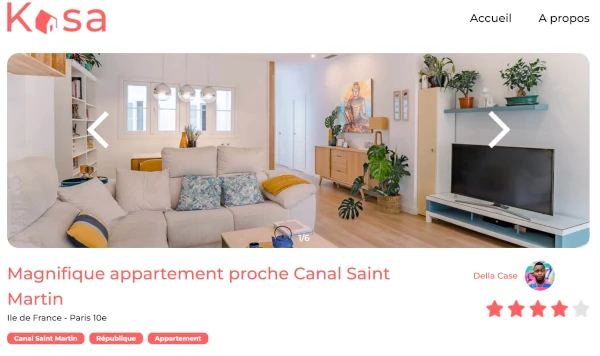 Kasa
Accueil
A propos
1/6
Magnifique appartement proche Canal Saint
Martin
Ile de France - Paris 10e
Della Case
Canal Saint Martin
République
Appartement